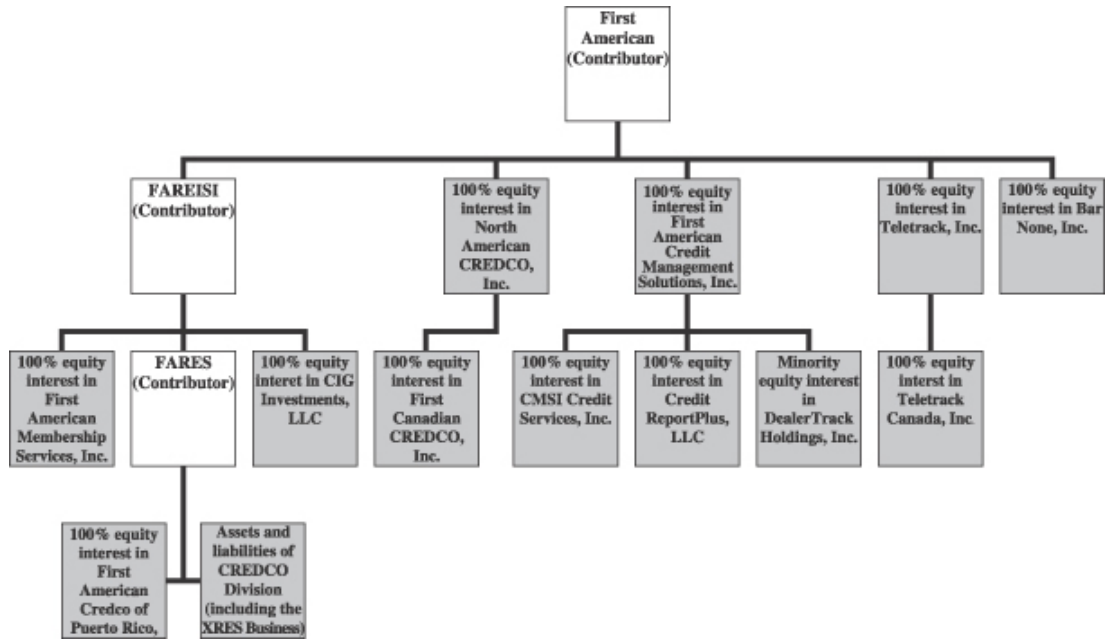 First
American
(Contributor)
FAREISI
(Contributor)
100% equity
interest in
North
American
CREDCO,
Inc.
100% equity
interest in
First
American
Credit
Management
Solutions, Inc.
100% equity
interest in
Teletrack, Inc.
100% equity
interest in Bar
None, Inc.
100% equity
interest in
First
American
Membership
Services, Inc.
FARES
(Contributor)
100% equity
interet in CIG
Investments,
LLC
100% equity
interest in
First
Canadian
CREDCO,
Inc.
100% equity
interest in
CMSI Credit
Services, Inc.
100% equity
interest in
Credit
ReportPlus,
LLC
Minority
equity interest
in
DealerTrack
Holdings, Inc.
100% equity
interst in
Teletrack
Canada, Inc
100% equity
interest in
First
American
Credco of
Puerto Rico,
Assets and
liabilities of
CREDCO
Division
(including the
XRES Business)